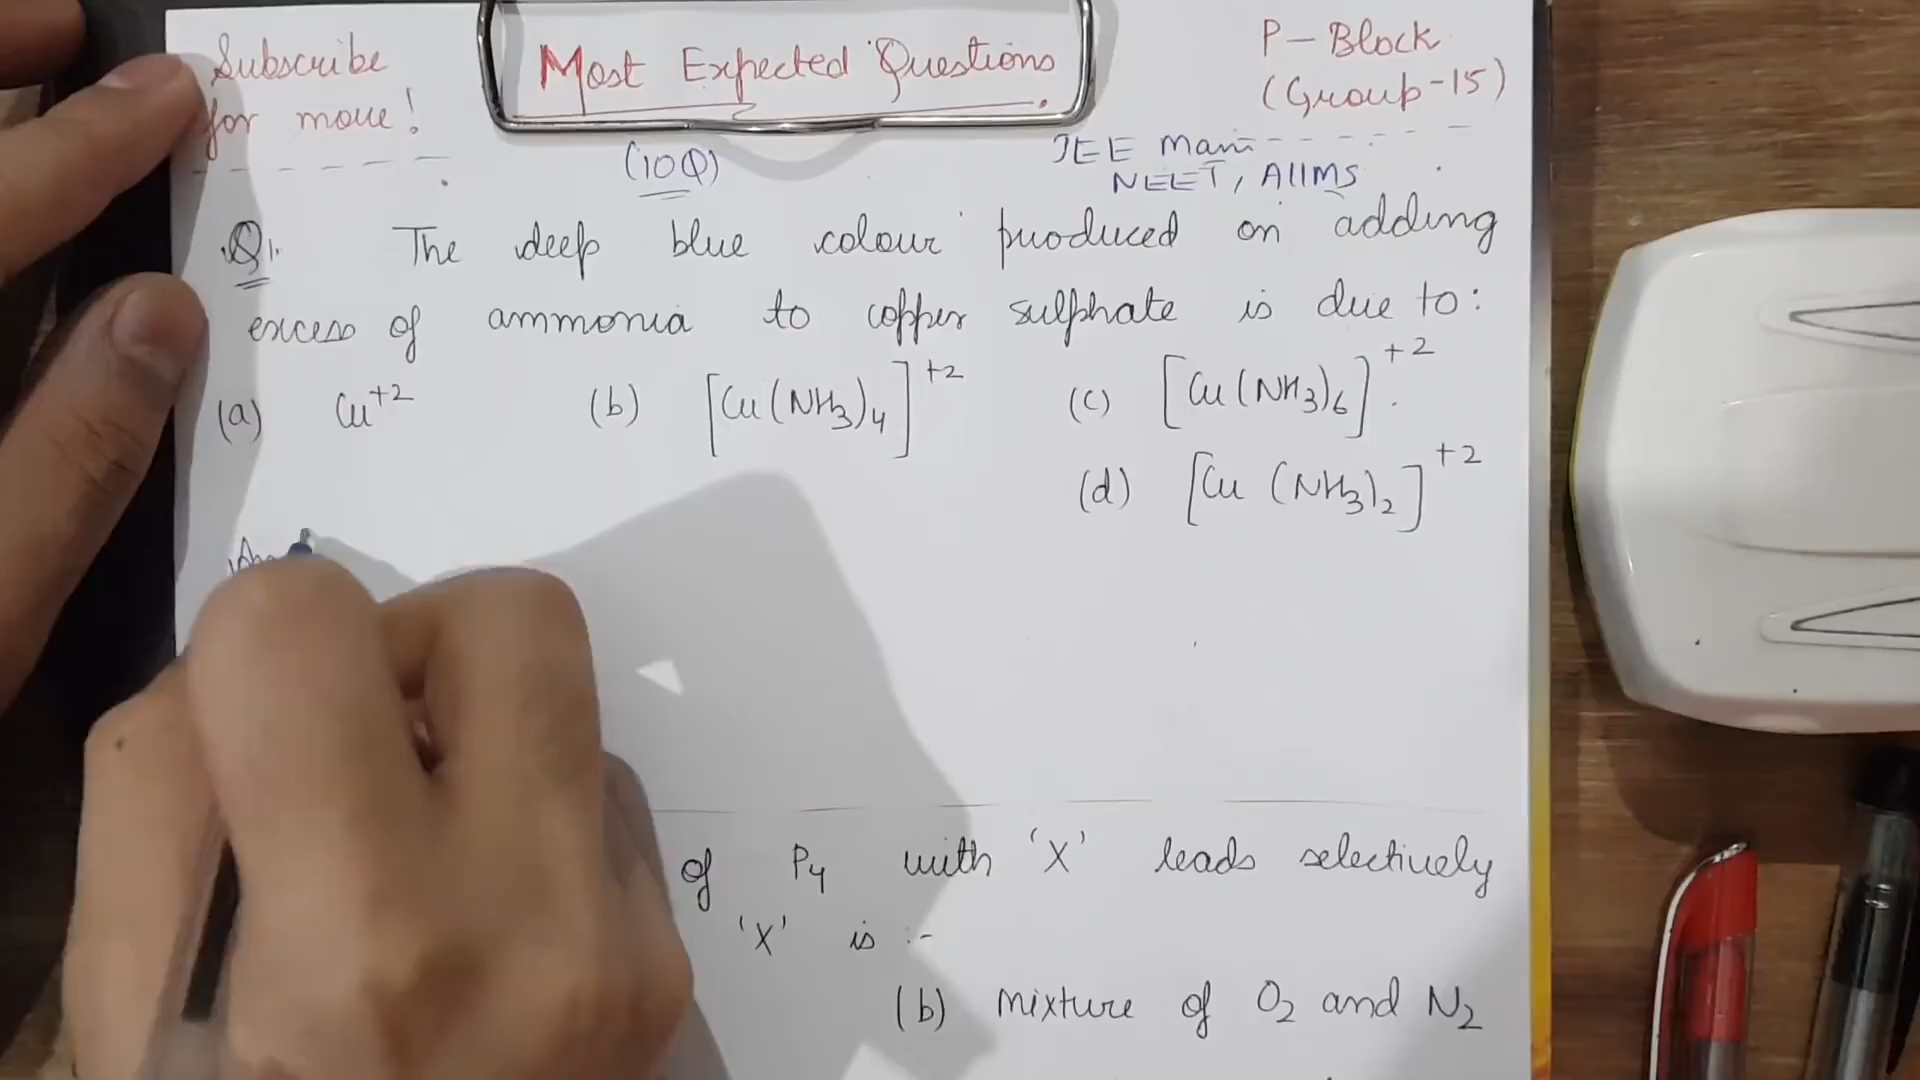 Subscribe
for more!
Most Expected Questions.
P-Block
(Group-15)
(10Q)
JEE Main
NEET, AIIMS
Q1. The deep blue colour produced on adding
excess of ammonia to copper sulphate is due to:
(a) Cu+2 (b) [Cu(NH3)4]+2 (c) [Cu(NH3)6]+2
(d) [Cu (NH3)2]+2
of P4 with 'X' leads selectively
'X' is :-
(b) mixture of O2 and N2